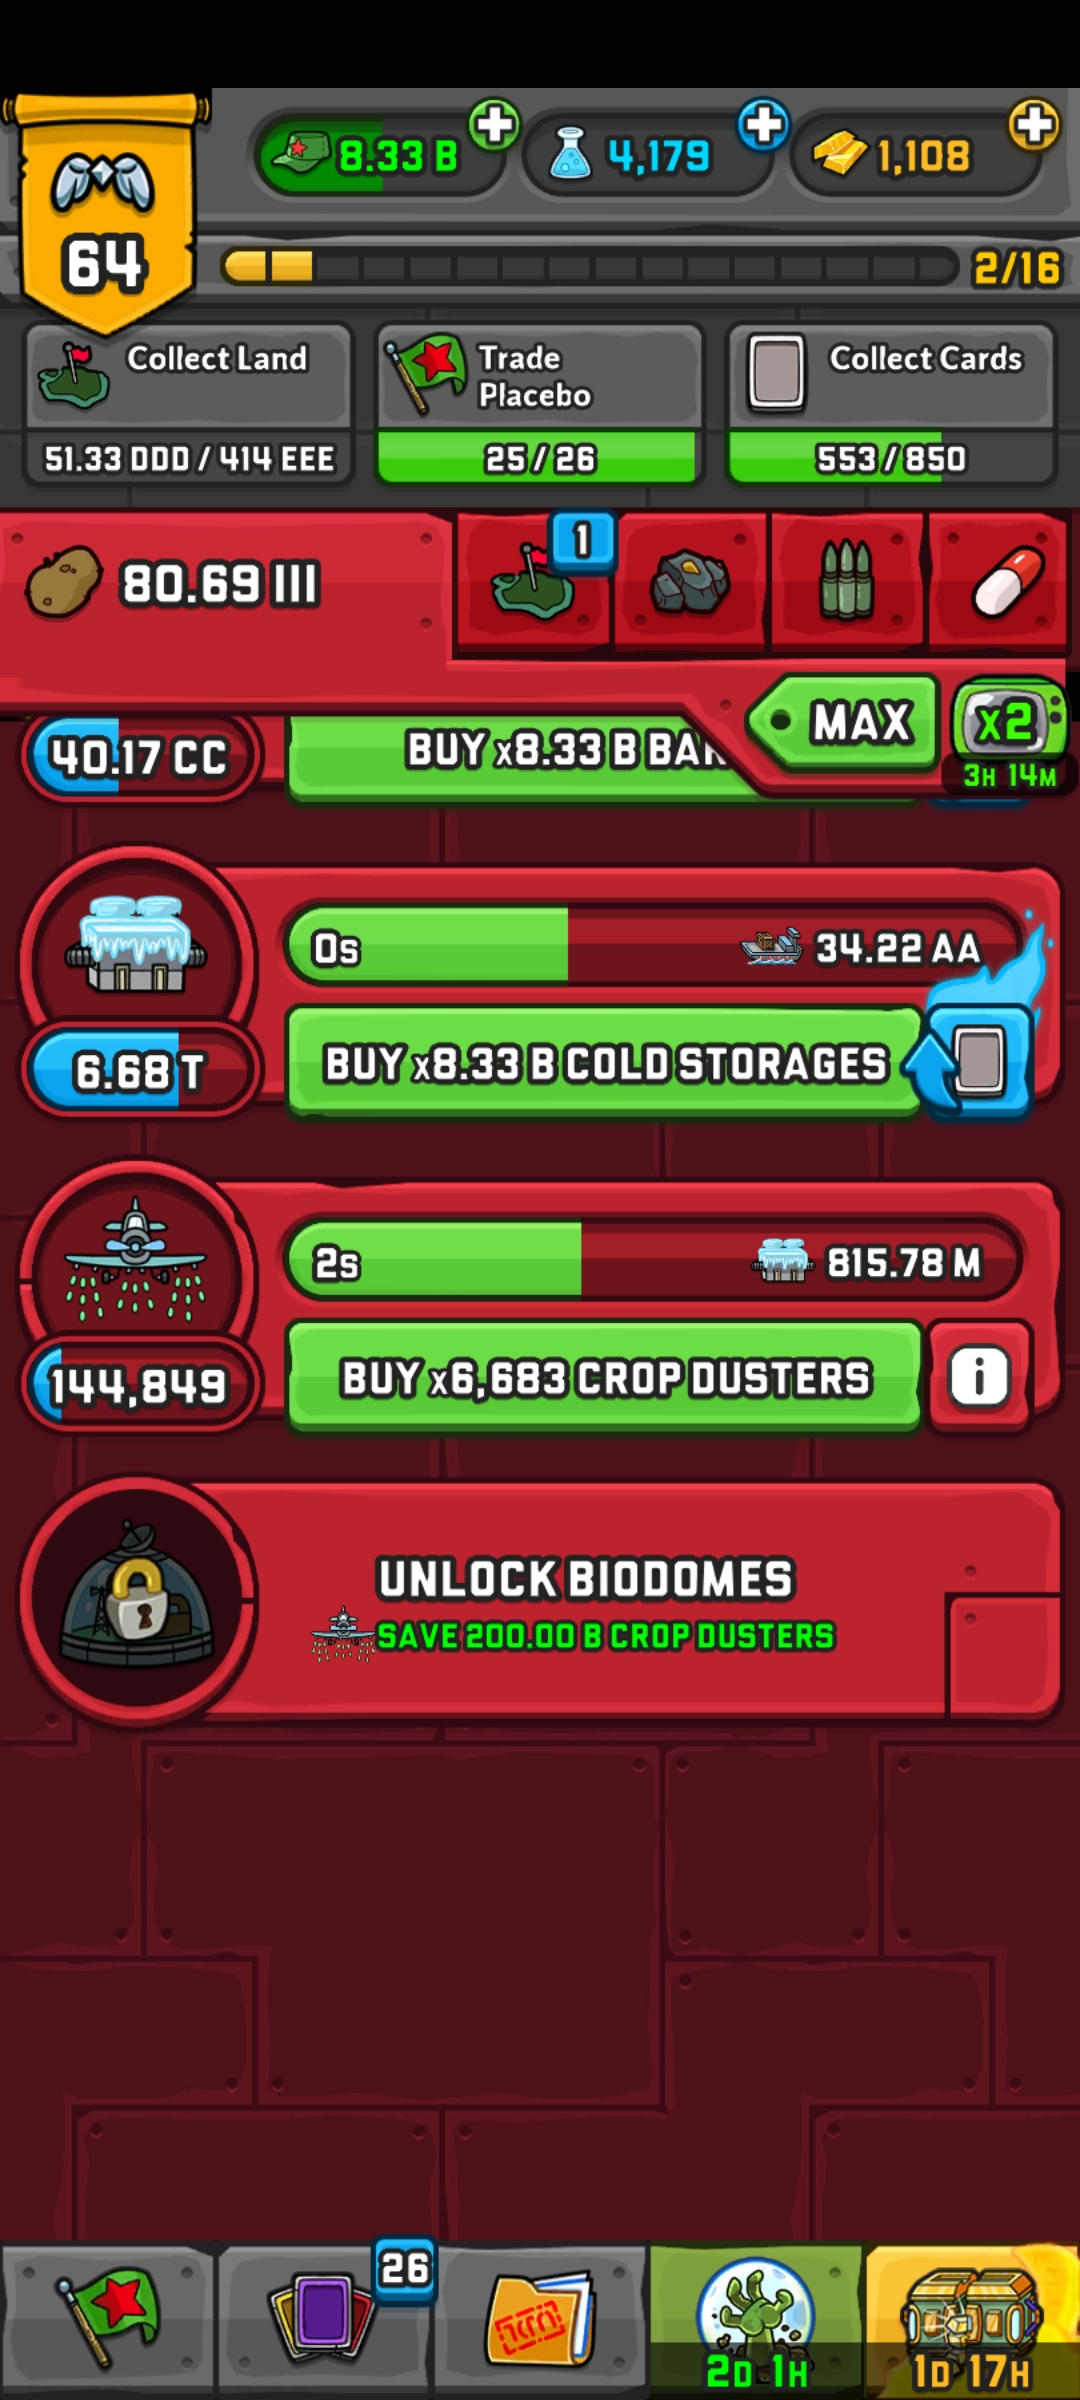 8.33 B
4,179
1,108
64
2/16
Collect Land
Trade
Placebo
Collect Cards
51.33 DDD / 414 EEE
25 / 26
553 / 850
80.69 III
1
MAX
x2
3H 14M
40.17 CC
BUY x8.33 B BAR
0s
34.22 AA
6.68 T
BUY x8.33 B COLD STORAGES
2s
815.78 M
144,849
BUY x6,683 CROP DUSTERS
i
UNLOCK BIODOMES
SAVE 200.00 B CROP DUSTERS
26
2D 1H
1D 17H